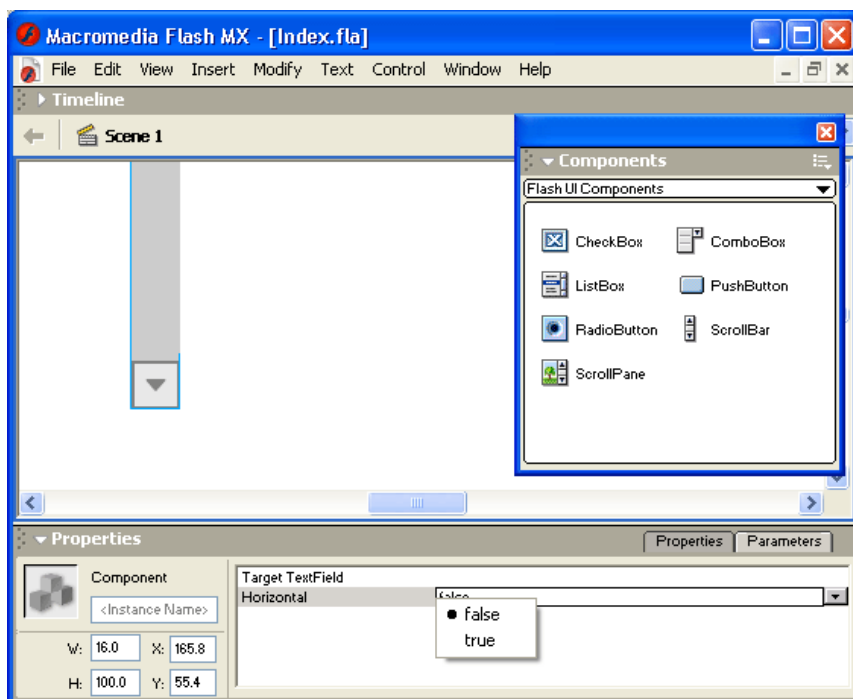 Macromedia Flash MX - [Index.fla]
File Edit View Insert Modify Text Control Window Help
Timeline
Scene 1
Components
Flash UI Components
CheckBox ComboBox
ListBox PushButton
RadioButton ScrollBar
ScrollPane
Properties Properties Parameters
Component Target TextField
Horizontal false
<Instance Name>
false
true
W: 16.0 X: 165.8
H: 100.0 Y: 55.4